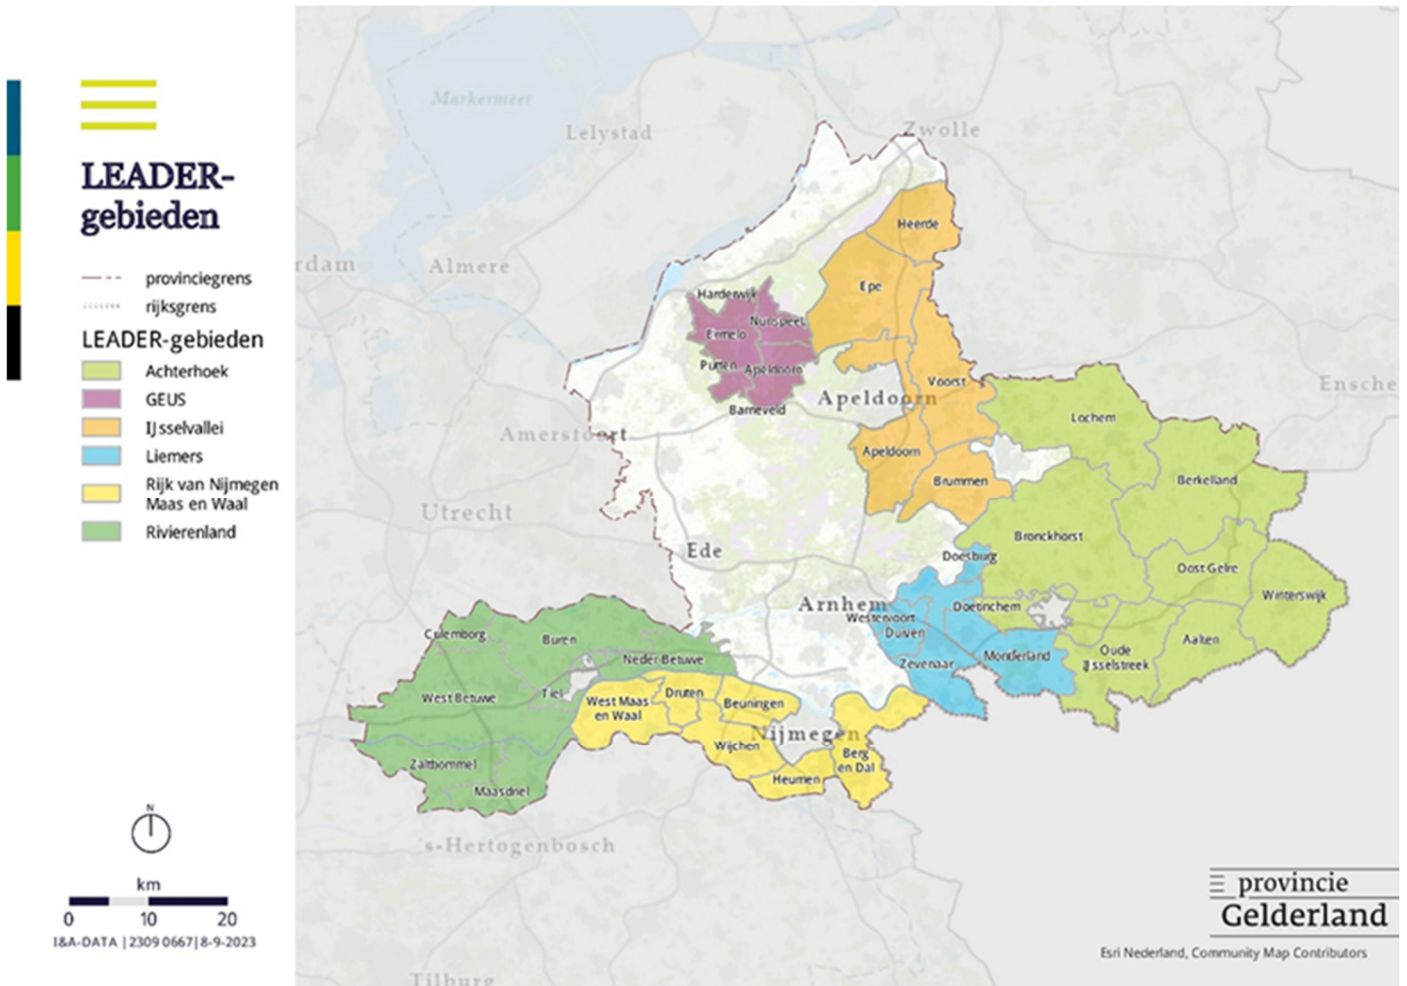 LEADER-
gebieden
provinciegrens
rijksgrens
LEADER-gebieden
Achterhoek
GEUS
IJsselvallei
Liemers
Rijk van Nijmegen
Maas en Waal
Rivierenland
N
km
0 10 20
I&A-DATA | 2309 0667 | 8-9-2023
Markermeer
Lelystad
Zwolle
Heerde
rdam
Almere
Epe
Harderwijk
Nunspeet
Ermelo
Putten
Apeldoorn
Voorst
Ensche
Apeldoorn
Barneveld
Lochem
Amersfoort
Apeldoorn
Brummen
Berkelland
Utrecht
Bronckhorst
Ede
Doesburg
Oost Gelre
Winterswijk
Arnhem
Doetinchem
Westervoort
Duiven
Culemborg
Buren
Aalten
Oude
IJsselstreek
Neder-Betuwe
Zevenaar
Montferland
West Betuwe
Tiel
Druten
West Maas
en Waal
Beuningen
Nijmegen
Wijchen
Berg
en Dal
Zaltbommel
Heumen
Maasdriel
's-Hertogenbosch
Tilburg
provincie
Gelderland
Esri Nederland, Community Map Contributors